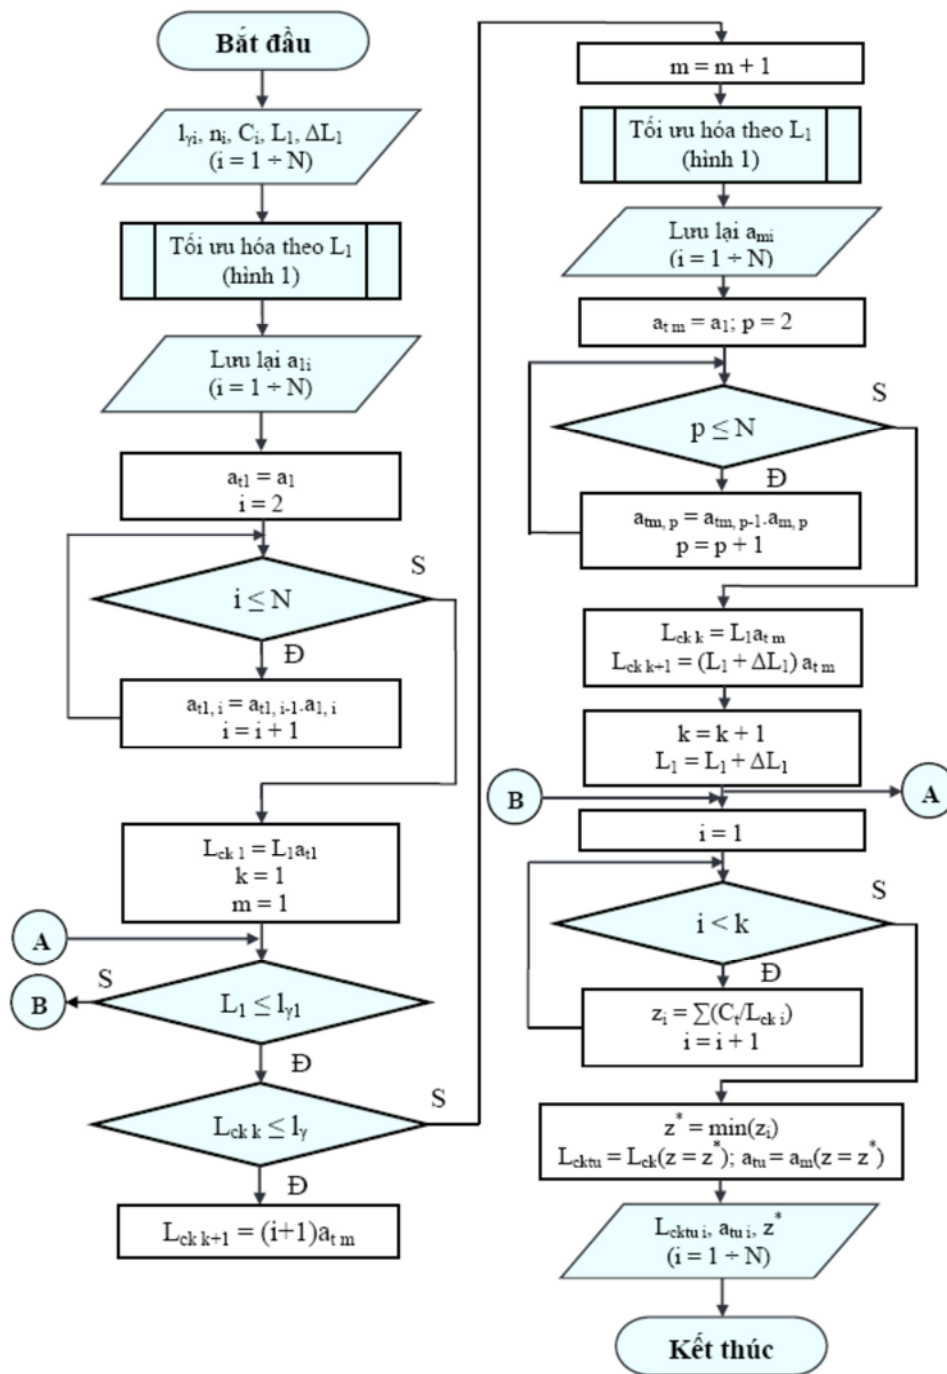 Bắt đầu
lγi, ni, Ci, L1, ΔL1
(i = 1 ÷ N)
Tối ưu hóa theo L1
(hình 1)
Lưu lại a1i
(i = 1 ÷ N)
at1 = a1
i = 2
S
i ≤ N
Đ
at1, i = at1, i-1.a1, i
i = i + 1
Lck 1 = L1at1
k = 1
m = 1
A
S
B
L1 ≤ lγ1
Đ
S
Lck k ≤ lγ
Đ
Lck k+1 = (i+1)at m
m = m + 1
Tối ưu hóa theo L1
(hình 1)
Lưu lại ami
(i = 1 ÷ N)
at m = a1; p = 2
S
p ≤ N
Đ
atm, p = atm, p-1.am, p
p = p + 1
Lck k = L1at m
Lck k+1 = (L1 + ΔL1) at m
k = k + 1
L1 = L1 + ΔL1
B
A
i = 1
S
i < k
Đ
zi = ∑(Ct/Lck i)
i = i + 1
z* = min(zi)
Lcktu = Lck(z = z*); atu = am(z = z*)
Lcktu i, atu i, z*
(i = 1 ÷ N)
Kết thúc